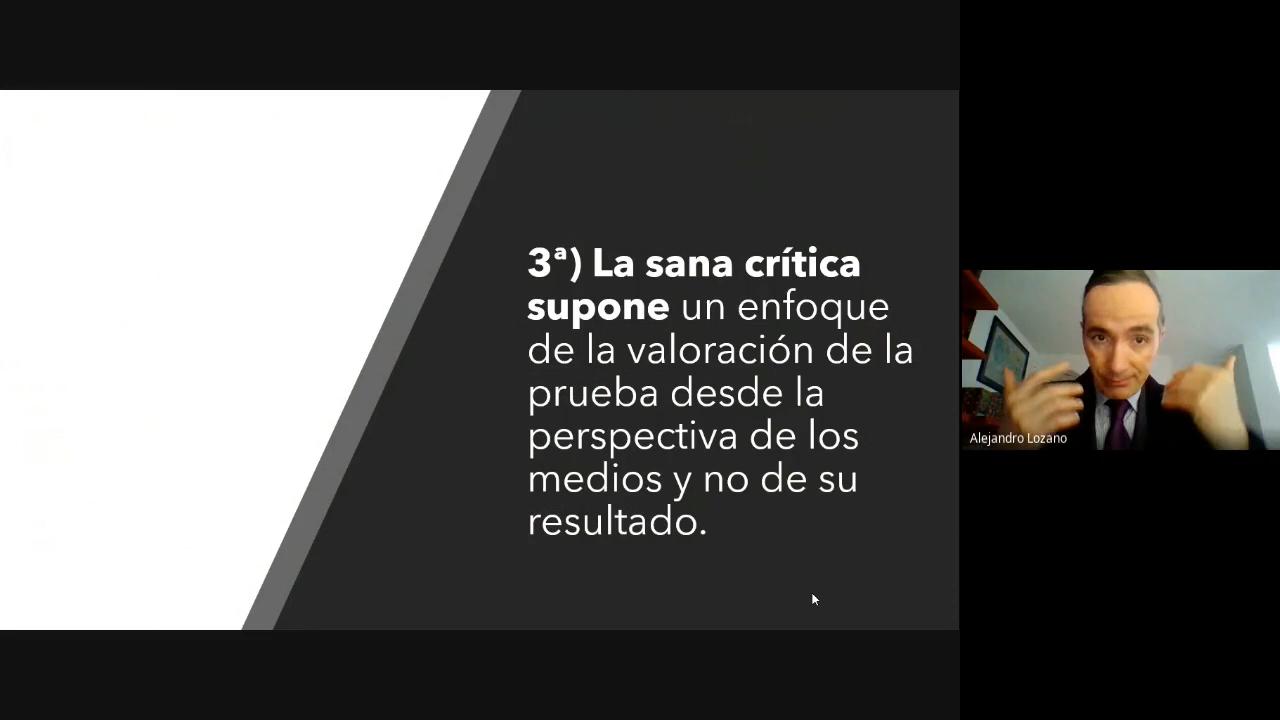 3ª) La sana crítica
supone un enfoque
de la valoración de la
prueba desde la
perspectiva de los
medios y no de su
resultado.
Alejandro Lozano